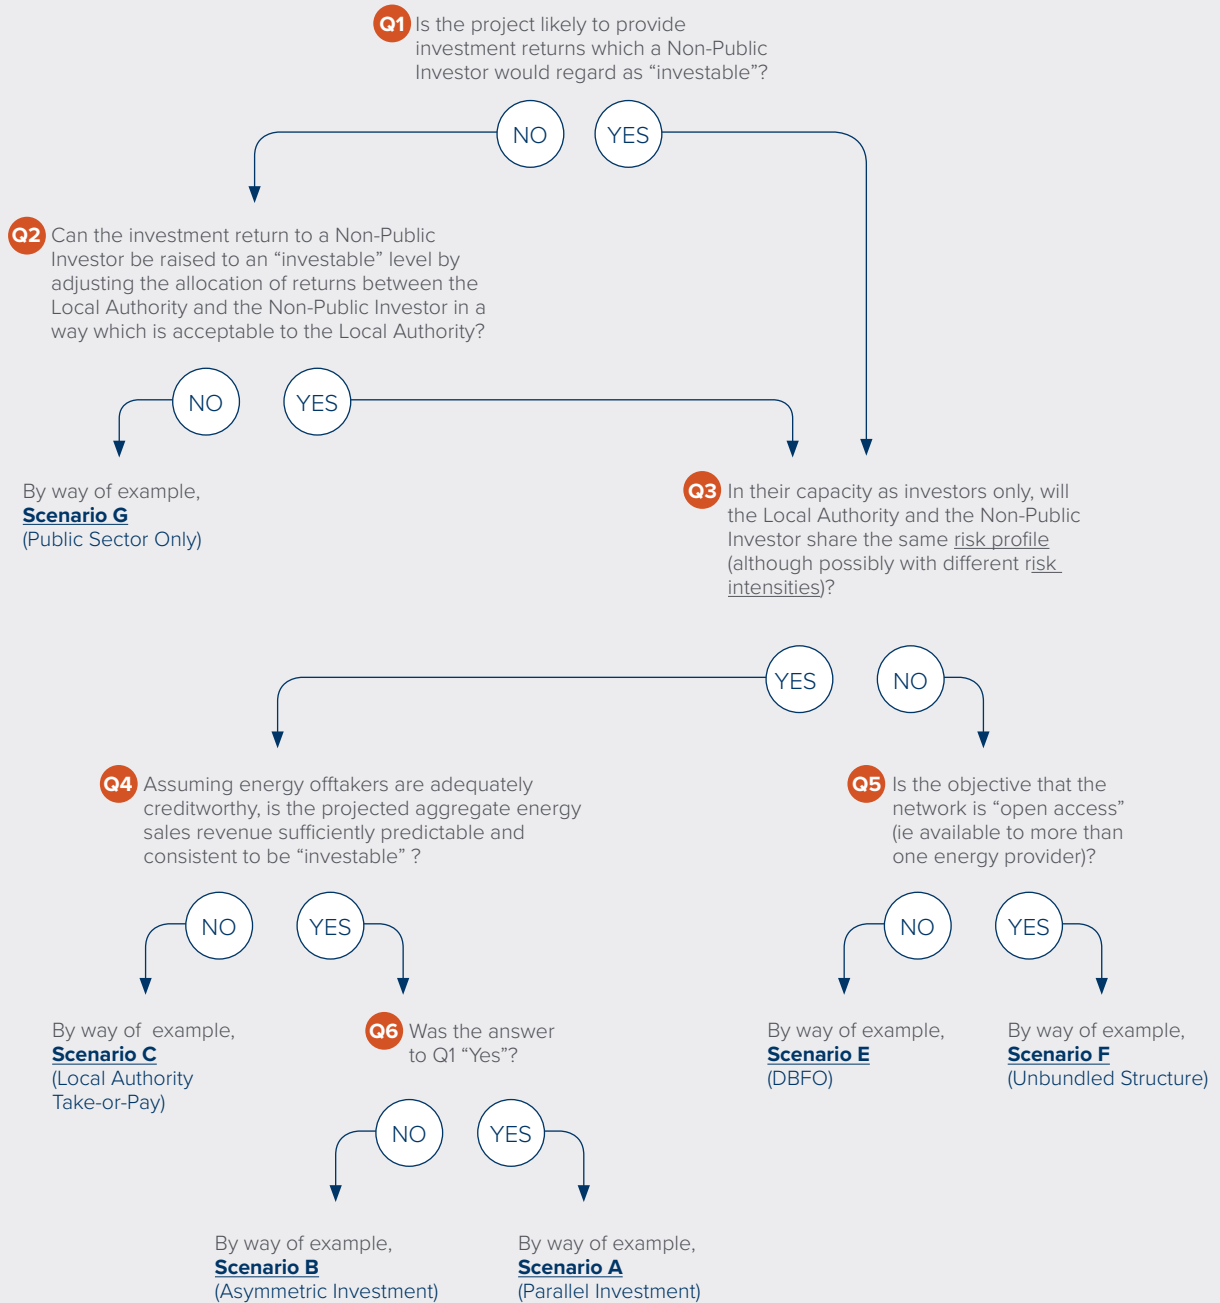 Q1 Is the project likely to provide
investment returns which a Non-Public
Investor would regard as “investable”?
NO YES
Q2 Can the investment return to a Non-Public
Investor be raised to an “investable” level by
adjusting the allocation of returns between the
Local Authority and the Non-Public Investor in a
way which is acceptable to the Local Authority?
NO YES
By way of example,
Scenario G
(Public Sector Only)
Q3 In their capacity as investors only, will
the Local Authority and the Non-Public
Investor share the same risk profile
(although possibly with different risk
intensities)?
YES NO
Q4 Assuming energy offtakers are adequately
creditworthy, is the projected aggregate energy
sales revenue sufficiently predictable and
consistent to be “investable” ?
Q5 Is the objective that the
network is “open access”
(ie available to more than
one energy provider)?
NO YES
NO YES
By way of example,
Scenario C
(Local Authority
Take-or-Pay)
Q6 Was the answer
to Q1 “Yes”?
By way of example,
Scenario E
(DBFO)
By way of example,
Scenario F
(Unbundled Structure)
NO YES
By way of example,
Scenario B
(Asymmetric Investment)
By way of example,
Scenario A
(Parallel Investment)